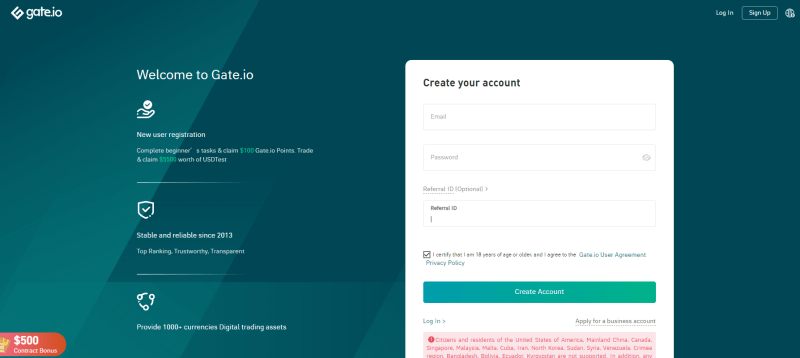 gate.io
Log In
Sign Up
Welcome to Gate.io
New user registration
Complete beginner's tasks & claim $100 Gate.io Points. Trade
& claim $5500 worth of USDTest
Stable and reliable since 2013
Top Ranking, Trustworthy, Transparent
Provide 1000+ currencies Digital trading assets
$500
Contract Bonus
Create your account
Email
Password
Referral ID (Optional) >
Referral ID
I certify that I am 18 years of age or older, and I agree to the Gate.io User Agreement
Privacy Policy
Create Account
Log In >
Apply for a business account
Citizens and residents of the United States of America, Mainland China, Canada,
Singapore, Malaysia, Malta, Cuba, Iran, North Korea, Sudan, Syria, Venezuela, Crimea
region, Bangladesh, Bolivia, Ecuador, Kyrgyzstan are not supported. In addition, any